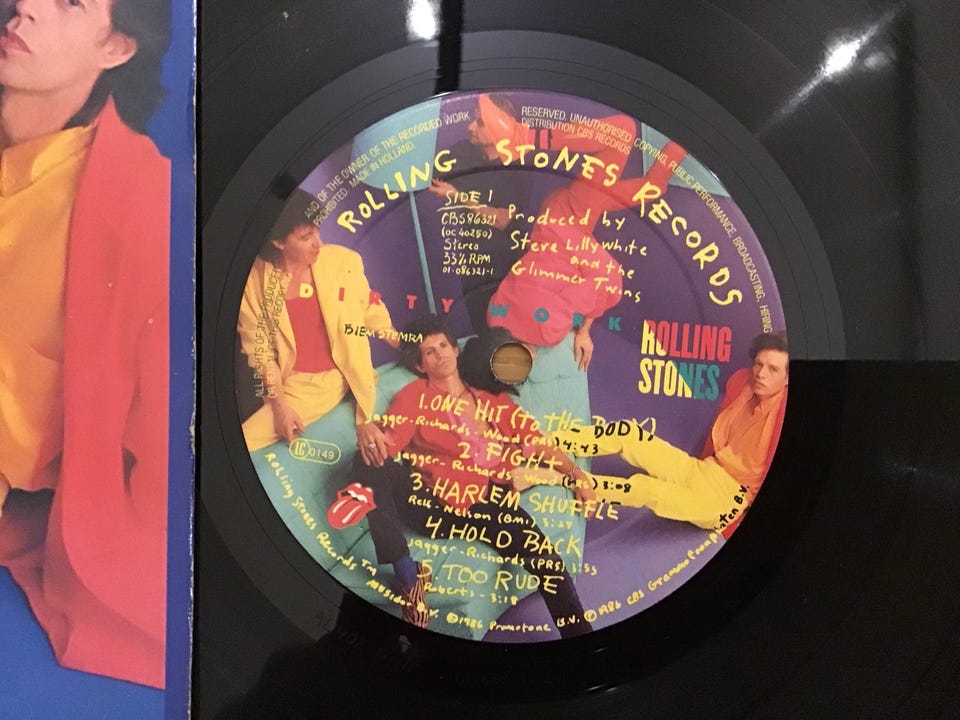 ROLLING STONES RECORDS
AND OF THE OWNER OF THE RECORDED WORK
PROHIBITED. MADE IN HOLLAND.
RESERVED. UNAUTHORISED COPYING, PUBLIC PERFORMANCE, BROADCASTING, HIRING
DISTRIBUTION CBS RECORDS
ALL RIGHTS OF THE PRODUCER
SIDE 1
CBS 86321
(OC 40250)
Stereo
33⅓ RPM
01-086321-1
Produced by
Steve Lillywhite
and the
Glimmer Twins
DIRTY WORK
BIEM STEMRA
ROLLING
STONES
1. ONE HIT (TO THE BODY)
Jagger-Richards-Wood (PRS) 4:43
2. FIGHT
Jagger-Richards-Wood (PRS) 3:08
3. HARLEM SHUFFLE
Relf-Nelson (BMI) 3:24
4. HOLD BACK
Jagger-Richards (PRS) 3:53
5. TOO RUDE
Roberts-3:18
LC 0149
Rolling Stones Records TM Musidor B.V. ℗1986 Promotone B.V. ©1986 CBS Grammofoonplaten B.V.